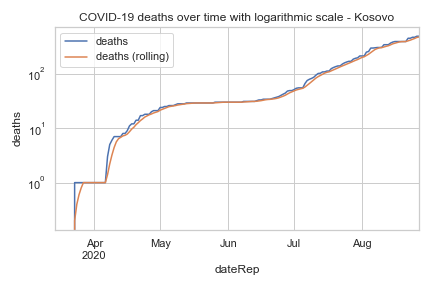 COVID-19 deaths over time with logarithmic scale - Kosovo
deaths
deaths (rolling)
10²
10¹
10⁰
deaths
Apr May Jun Jul Aug
2020
dateRep